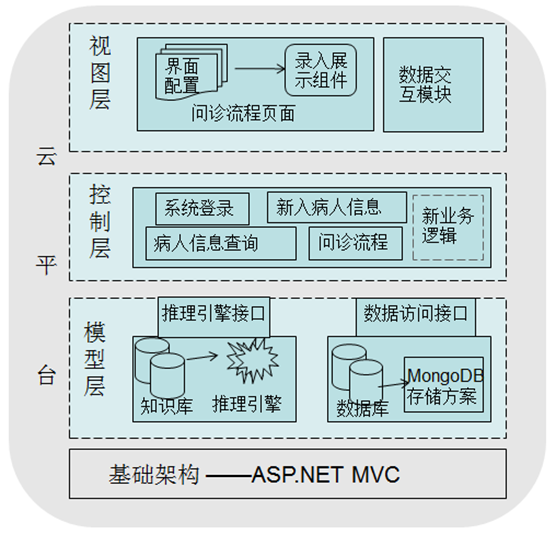 云
平
台
视
图
层
界面
配置
录入展
示组件
问诊流程页面
数据交
互模块
控
制
层
系统登录
新入病人信息
病人信息查询
问诊流程
新业务
逻辑
模
型
层
推理引擎接口
知识库
推理引擎
数据访问接口
数据库
MongoDB
存储方案
基础架构 ——ASP.NET MVC